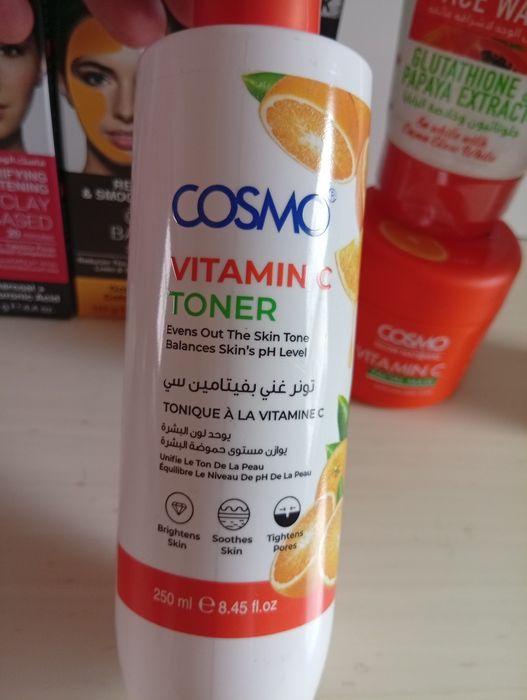 COSMO®
VITAMIN C
TONER
Evens Out The Skin Tone
Balances Skin's pH Level
تونر غني بفيتامين سي
TONIQUE À LA VITAMINE C
يوحد لون البشرة
يوازن مستوى حموضة البشرة
Unifie Le Ton De La Peau
Équilibre Le Niveau De pH De La Peau
Brightens
Skin
Soothes
Skin
Tightens
Pores
250 ml ℮ 8.45 fl.oz
GLUTATHIONE
PAPAYA EXTRACT
COSMO
VITAMIN C
CLAY